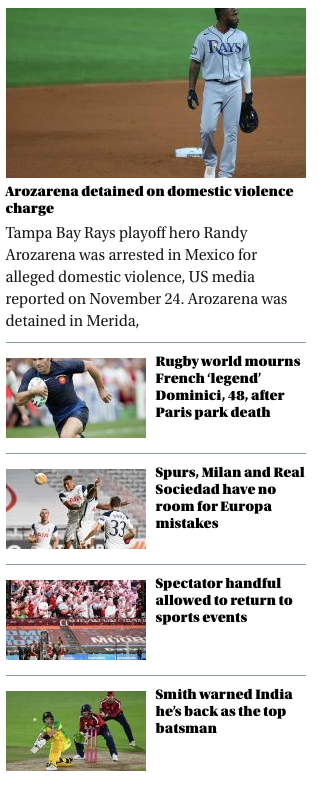 RAYS
Arozarena detained on domestic violence
charge
Tampa Bay Rays playoff hero Randy
Arozarena was arrested in Mexico for
alleged domestic violence, US media
reported on November 24. Arozarena was
detained in Merida,
Rugby world mourns
French ‘legend’
Dominici, 48, after
Paris park death
Spurs, Milan and Real
Sociedad have no
room for Europa
mistakes
33
Spectator handful
allowed to return to
sports events
Smith warned India
he’s back as the top
batsman